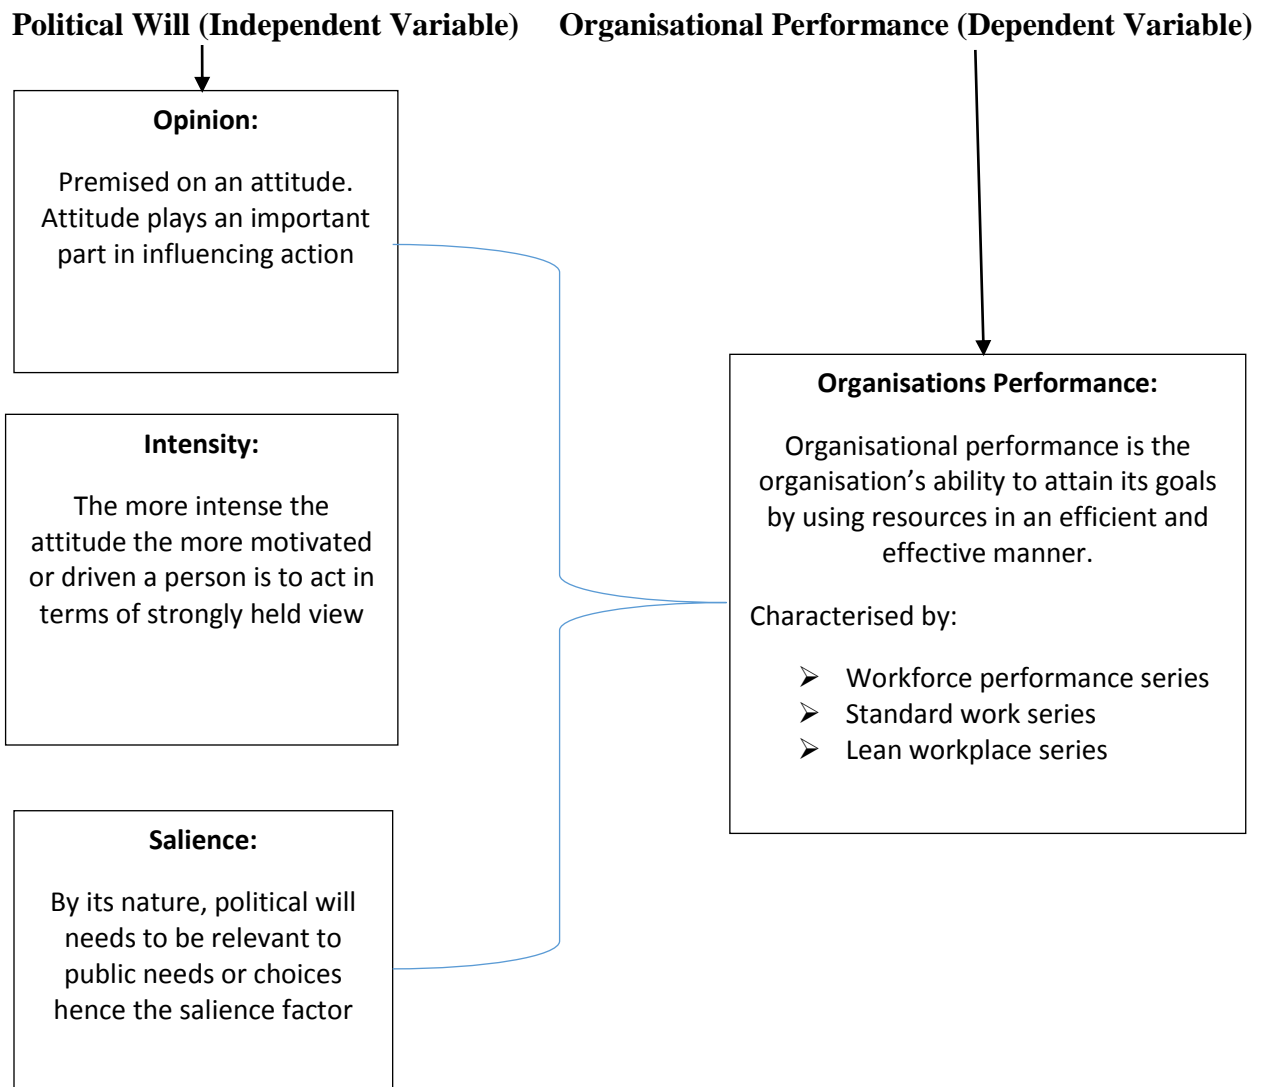 Political Will (Independent Variable)
Organisational Performance (Dependent Variable)
Opinion:
Premised on an attitude.
Attitude plays an important
part in influencing action
Intensity:
The more intense the
attitude the more motivated
or driven a person is to act in
terms of strongly held view
Salience:
By its nature, political will
needs to be relevant to
public needs or choices
hence the salience factor
Organisations Performance:
Organisational performance is the
organisation’s ability to attain its goals
by using resources in an efficient and
effective manner.
Characterised by:
➢ Workforce performance series
➢ Standard work series
➢ Lean workplace series